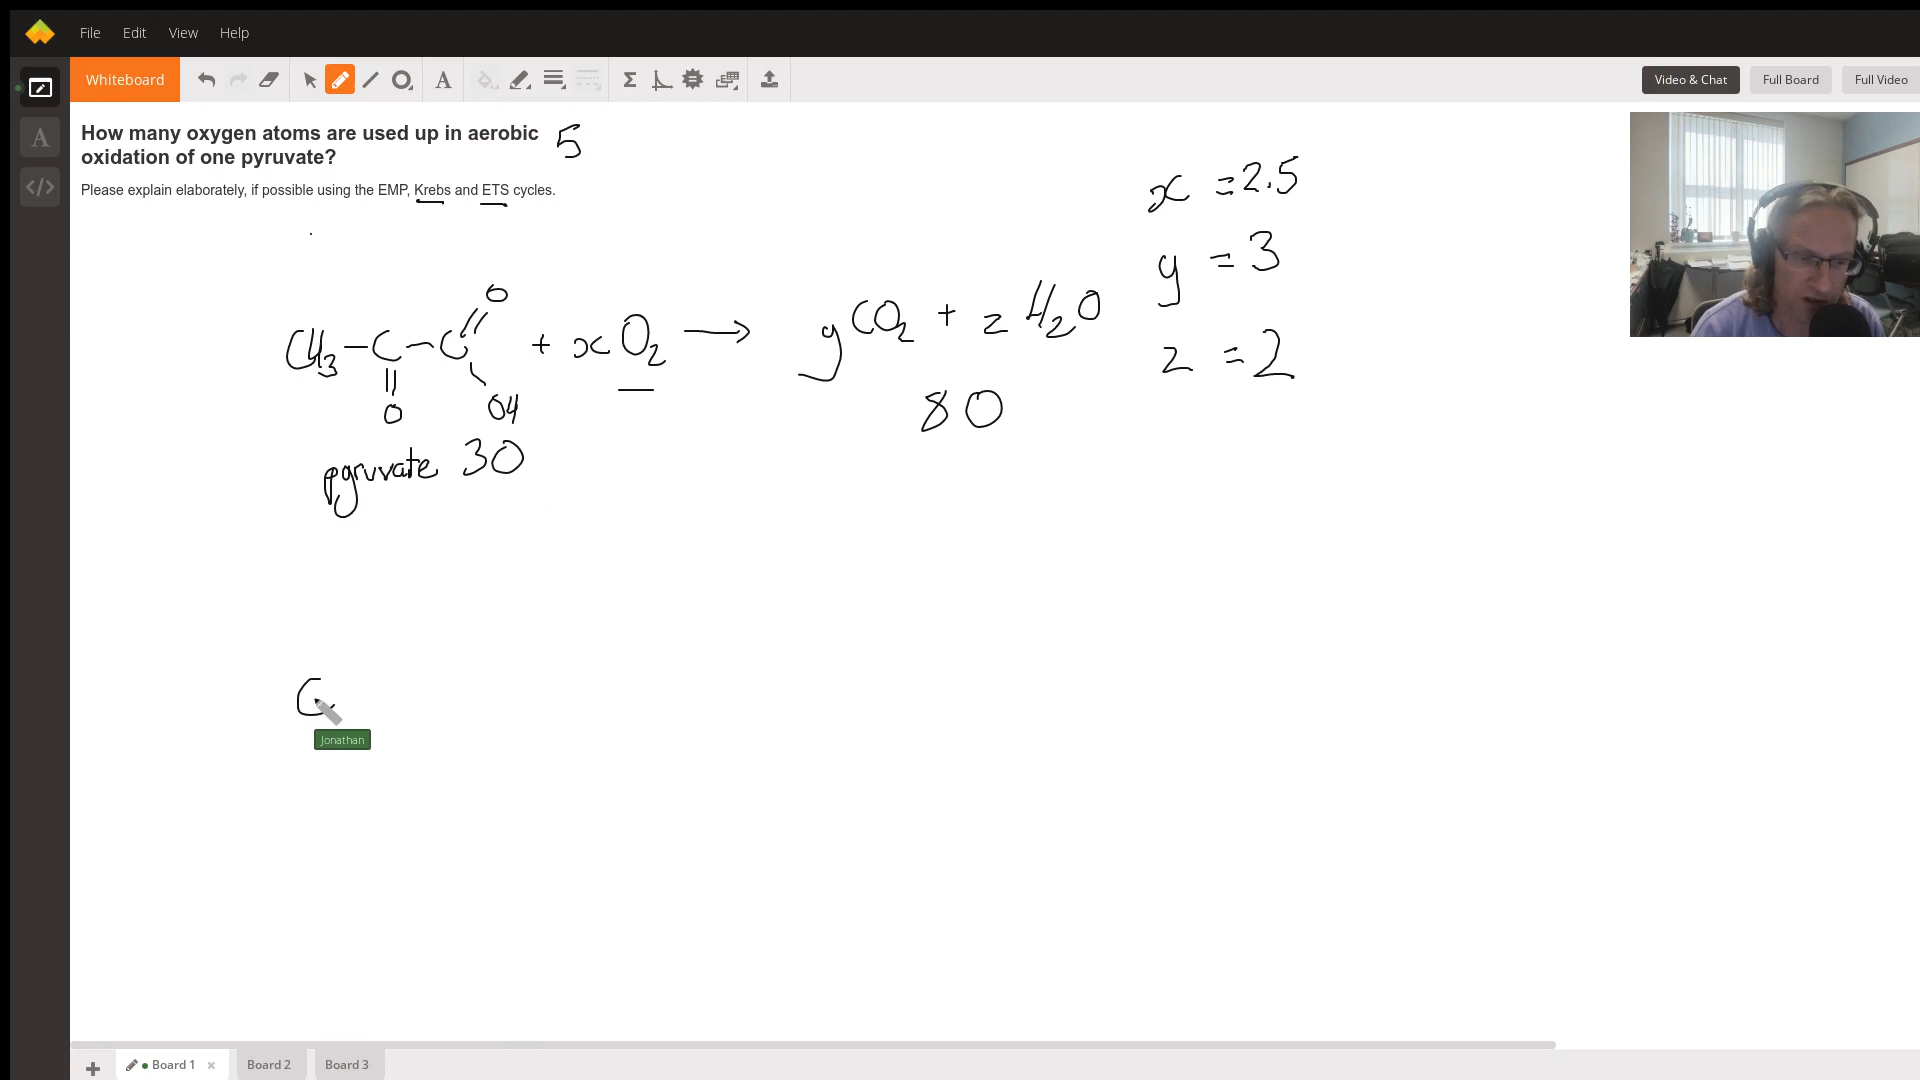 File Edit View Help
Whiteboard
A
Σ
Video & Chat Full Board Full Video
A
</>
How many oxygen atoms are used up in aerobic
oxidation of one pyruvate? 5
Please explain elaborately, if possible using the EMP, Krebs and ETS cycles.
x = 2.5
y = 3
z = 2
O
CH3 - C - C + x O2 → y CO2 + z H2O
O OH
8 O
pyruvate 3 O
C
Jonathan
+ Board 1 × Board 2 Board 3